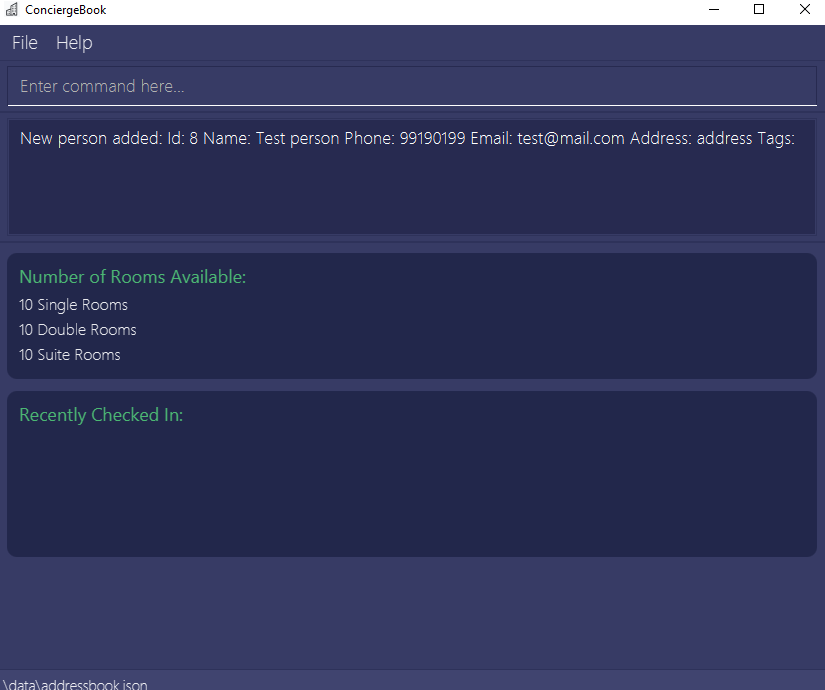 ConciergeBook
File Help
Enter command here...
New person added: Id: 8 Name: Test person Phone: 99190199 Email: test@mail.com Address: address Tags:
Number of Rooms Available:
10 Single Rooms
10 Double Rooms
10 Suite Rooms
Recently Checked In:
\data\addressbook.json